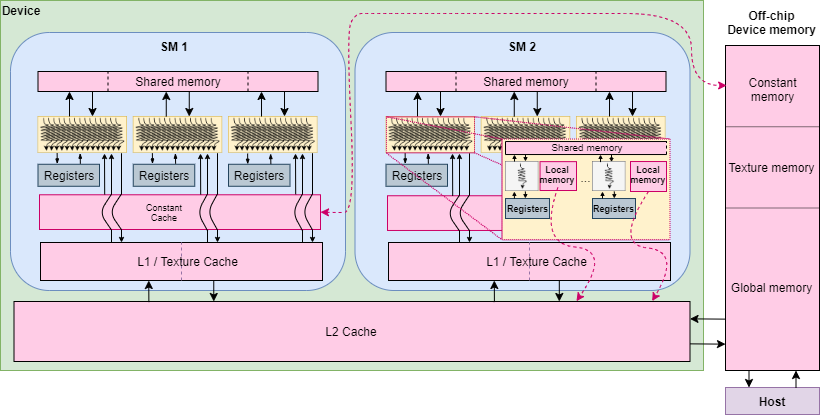 Device
Off-chip
Device memory
SM 1
SM 2
Shared memory
Shared memory
Constant
memory
Shared memory
Registers
Registers
Registers
Registers
Local
memory
...
Local
memory
Texture memory
Registers
Registers
Constant
Cache
L1 / Texture Cache
L1 / Texture Cache
Global memory
L2 Cache
Host